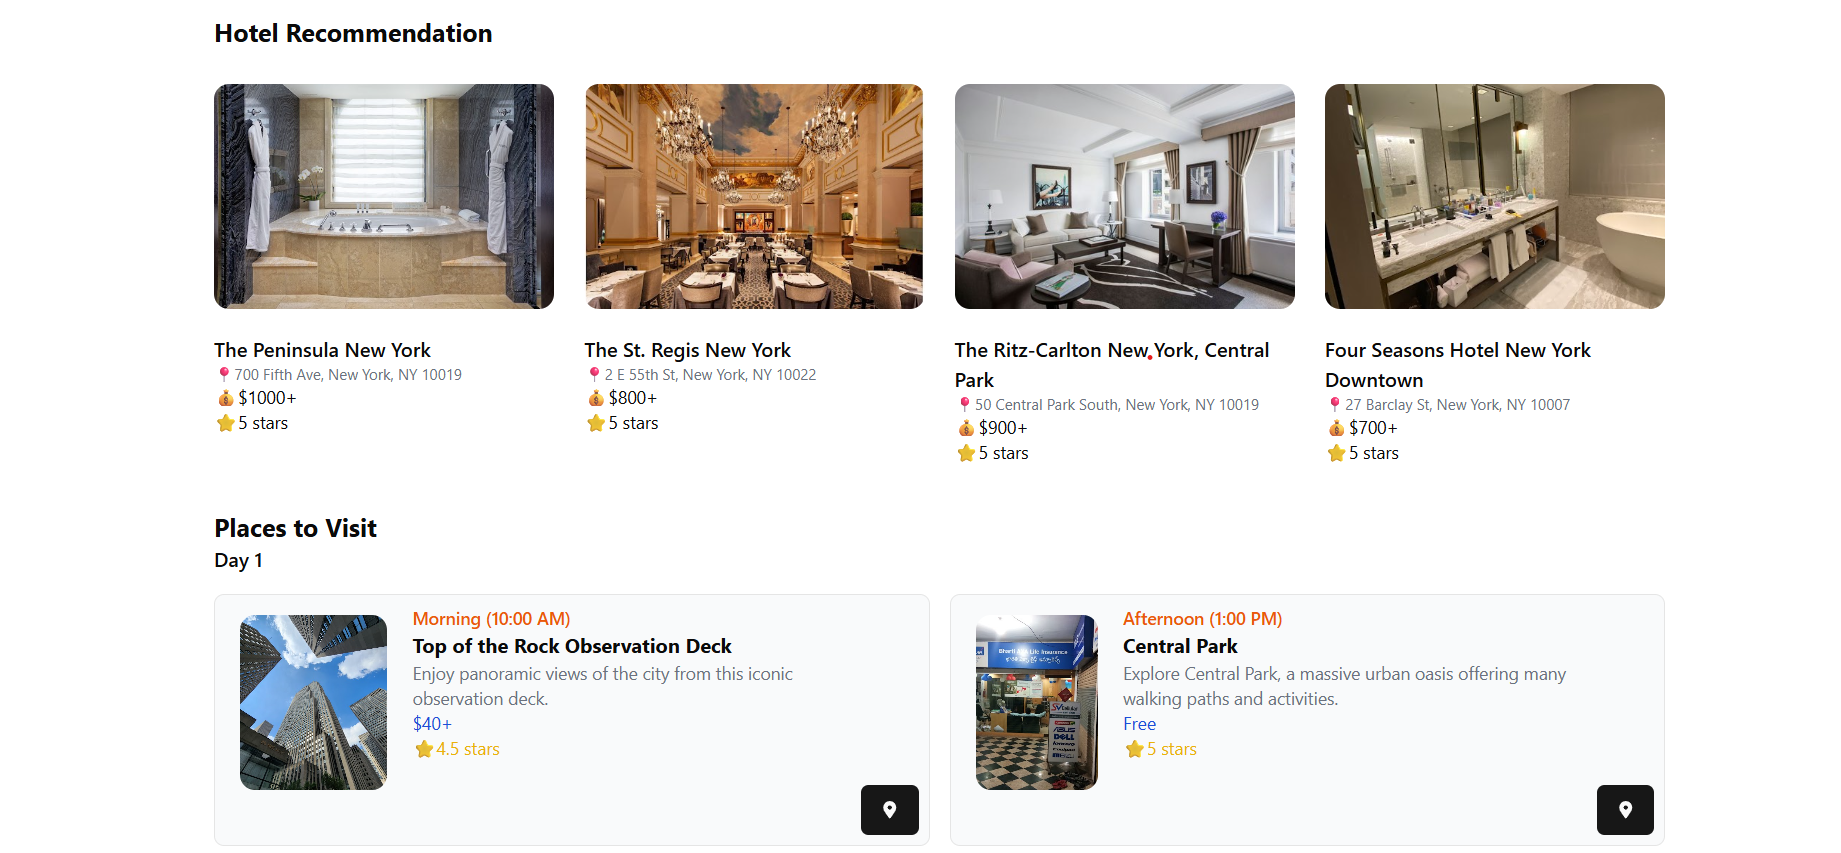 Hotel Recommendation
The Peninsula New York
700 Fifth Ave, New York, NY 10019
$1000+
5 stars
The St. Regis New York
2 E 55th St, New York, NY 10022
$800+
5 stars
The Ritz-Carlton New York, Central
Park
50 Central Park South, New York, NY 10019
$900+
5 stars
Four Seasons Hotel New York
Downtown
27 Barclay St, New York, NY 10007
$700+
5 stars
Places to Visit
Day 1
Morning (10:00 AM)
Top of the Rock Observation Deck
Enjoy panoramic views of the city from this iconic
observation deck.
$40+
4.5 stars
Bharti
Life Insurance
ASUS
DELL
Afternoon (1:00 PM)
Central Park
Explore Central Park, a massive urban oasis offering many
walking paths and activities.
Free
5 stars